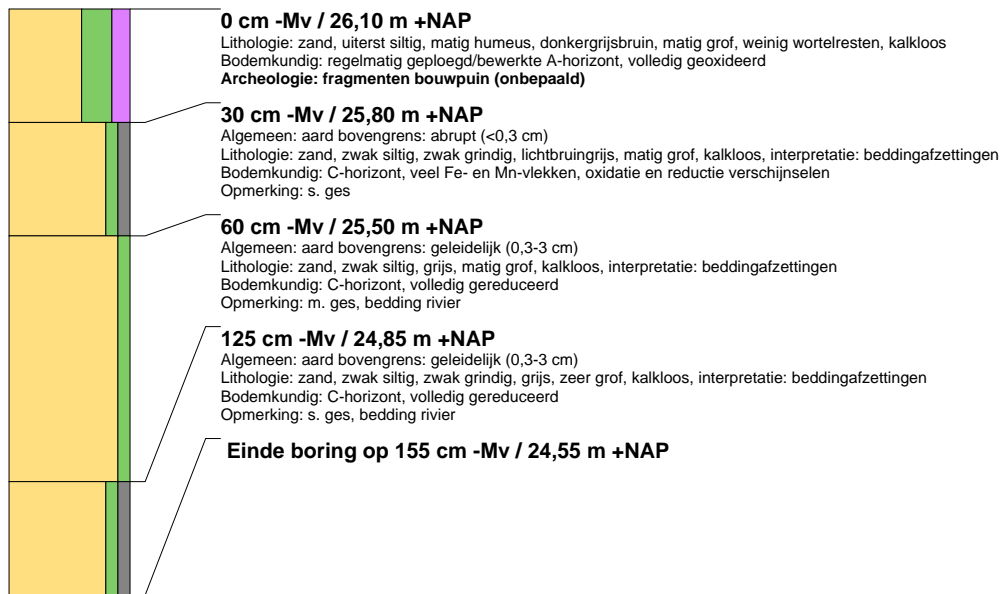 0 cm -Mv / 26,10 m +NAP
Lithologie: zand, uiterst siltig, matig humeus, donkergrijsbruin, matig grof, weinig wortelresten, kalkloos
Bodemkundig: regelmatig geploegd/bewerkte A-horizont, volledig geoxideerd
Archeologie: fragmenten bouwpuin (onbepaald)
30 cm -Mv / 25,80 m +NAP
Algemeen: aard bovengrens: abrupt (<0,3 cm)
Lithologie: zand, zwak siltig, zwak grindig, lichtbruingrijs, matig grof, kalkloos, interpretatie: beddingafzettingen
Bodemkundig: C-horizont, veel Fe- en Mn-vlekken, oxidatie en reductie verschijnselen
Opmerking: s. ges
60 cm -Mv / 25,50 m +NAP
Algemeen: aard bovengrens: geleidelijk (0,3-3 cm)
Lithologie: zand, zwak siltig, grijs, matig grof, kalkloos, interpretatie: beddingafzettingen
Bodemkundig: C-horizont, volledig gereduceerd
Opmerking: m. ges, bedding rivier
125 cm -Mv / 24,85 m +NAP
Algemeen: aard bovengrens: geleidelijk (0,3-3 cm)
Lithologie: zand, zwak siltig, zwak grindig, grijs, zeer grof, kalkloos, interpretatie: beddingafzettingen
Bodemkundig: C-horizont, volledig gereduceerd
Opmerking: s. ges, bedding rivier
Einde boring op 155 cm -Mv / 24,55 m +NAP